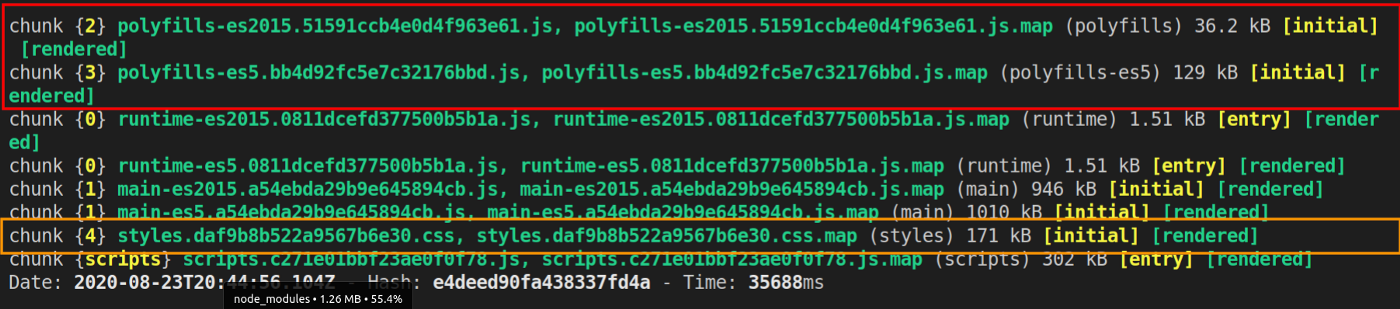 chunk {2} polyfills-es2015.51591ccb4e0d4f963e61.js, polyfills-es2015.51591ccb4e0d4f963e61.js.map (polyfills) 36.2 kB [initial]
[rendered]
chunk {3} polyfills-es5.bb4d92fc5e7c32176bbd.js, polyfills-es5.bb4d92fc5e7c32176bbd.js.map (polyfills-es5) 129 kB [initial] [r
endered]
chunk {0} runtime-es2015.0811dcefd377500b5b1a.js, runtime-es2015.0811dcefd377500b5b1a.js.map (runtime) 1.51 kB [entry] [render
ed]
chunk {0} runtime-es5.0811dcefd377500b5b1a.js, runtime-es5.0811dcefd377500b5b1a.js.map (runtime) 1.51 kB [entry] [rendered]
chunk {1} main-es2015.a54ebda29b9e645894cb.js, main-es2015.a54ebda29b9e645894cb.js.map (main) 946 kB [initial] [rendered]
chunk {1} main-es5.a54ebda29b9e645894cb.js, main-es5.a54ebda29b9e645894cb.js.map (main) 1010 kB [initial] [rendered]
chunk {4} styles.daf9b8b522a9567b6e30.css, styles.daf9b8b522a9567b6e30.css.map (styles) 171 kB [initial] [rendered]
chunk {scripts} scripts.c271e01bbf23ae0f0f78.js, scripts.c271e01bbf23ae0f0f78.js.map (scripts) 302 kB [entry] [rendered]
Date: 2020-08-23T20:44:56.104Z - Hash: e4deed90fa438337fd4a - Time: 35688ms
node_modules • 1.26 MB • 55.4%